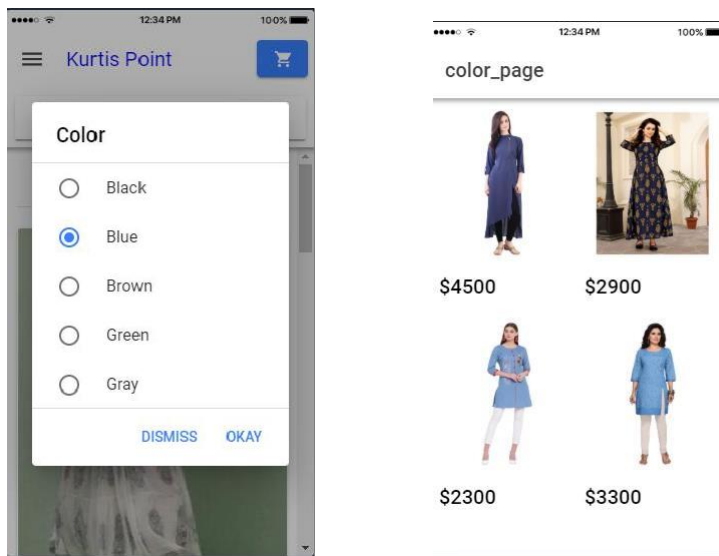 12:34 PM 100%
Kurtis Point
Color
Black
Blue
Brown
Green
Gray
DISMISS OKAY
12:34 PM 100%
color_page
$4500 $2900
$2300 $3300